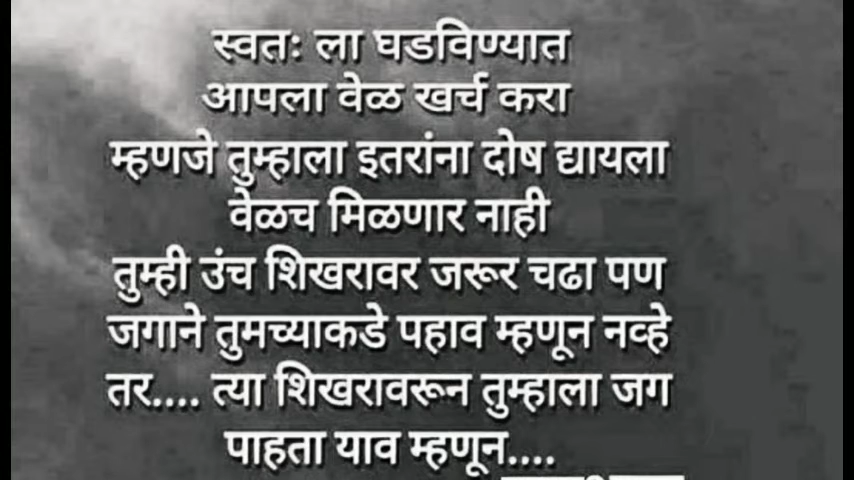 स्वतः ला घडविण्यात
आपला वेळ खर्च करा
म्हणजे तुम्हाला इतरांना दोष द्यायला
वेळच मिळणार नाही
तुम्ही उंच शिखरावर जरूर चढा पण
जगाने तुमच्याकडे पहाव म्हणून नव्हे
तर.... त्या शिखरावरून तुम्हाला जग
पाहता याव म्हणून....